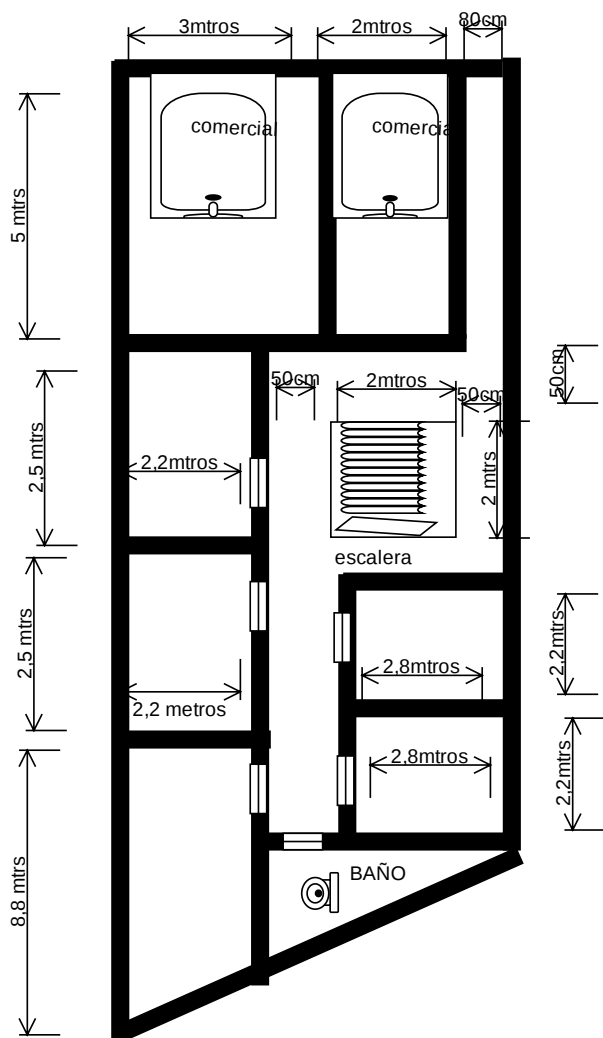 3mtros
2mtros
80cm
comercial
comercia
5 mtrs
50cm
2mtros
50cm
50cm
2,5 mtrs
2,2mtros
2 mtrs
escalera
2,5 mtrs
2,2mtrs
2,8mtros
2,2 metros
2,8mtros
2,2mtrs
8,8 mtrs
BAÑO